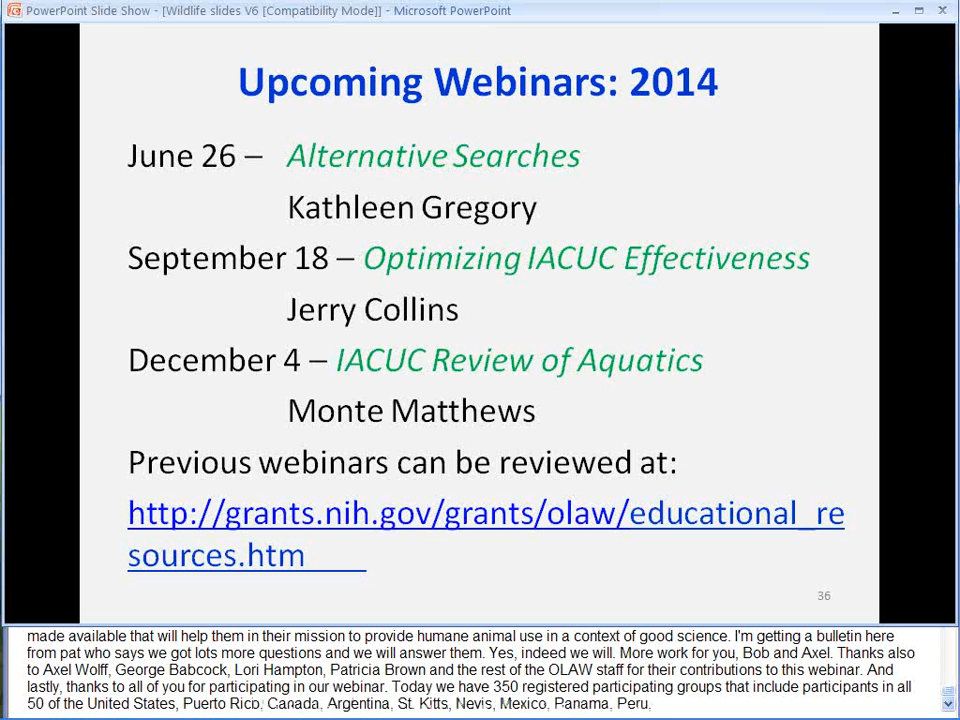 PowerPoint Slide Show - [Wildlife slides V6 [Compatibility Mode]] - Microsoft PowerPoint
Upcoming Webinars: 2014
June 26 – Alternative Searches
Kathleen Gregory
September 18 – Optimizing IACUC Effectiveness
Jerry Collins
December 4 – IACUC Review of Aquatics
Monte Matthews
Previous webinars can be reviewed at:
http://grants.nih.gov/grants/olaw/educational_re
sources.htm
36
made available that will help them in their mission to provide humane animal use in a context of good science. I'm getting a bulletin here
from pat who says we got lots more questions and we will answer them. Yes, indeed we will. More work for you, Bob and Axel. Thanks also
to Axel Wolff, George Babcock, Lori Hampton, Patricia Brown and the rest of the OLAW staff for their contributions to this webinar. And
lastly, thanks to all of you for participating in our webinar. Today we have 350 registered participating groups that include participants in all
50 of the United States, Puerto Rico, Canada, Argentina, St. Kitts, Nevis, Mexico, Panama, Peru,